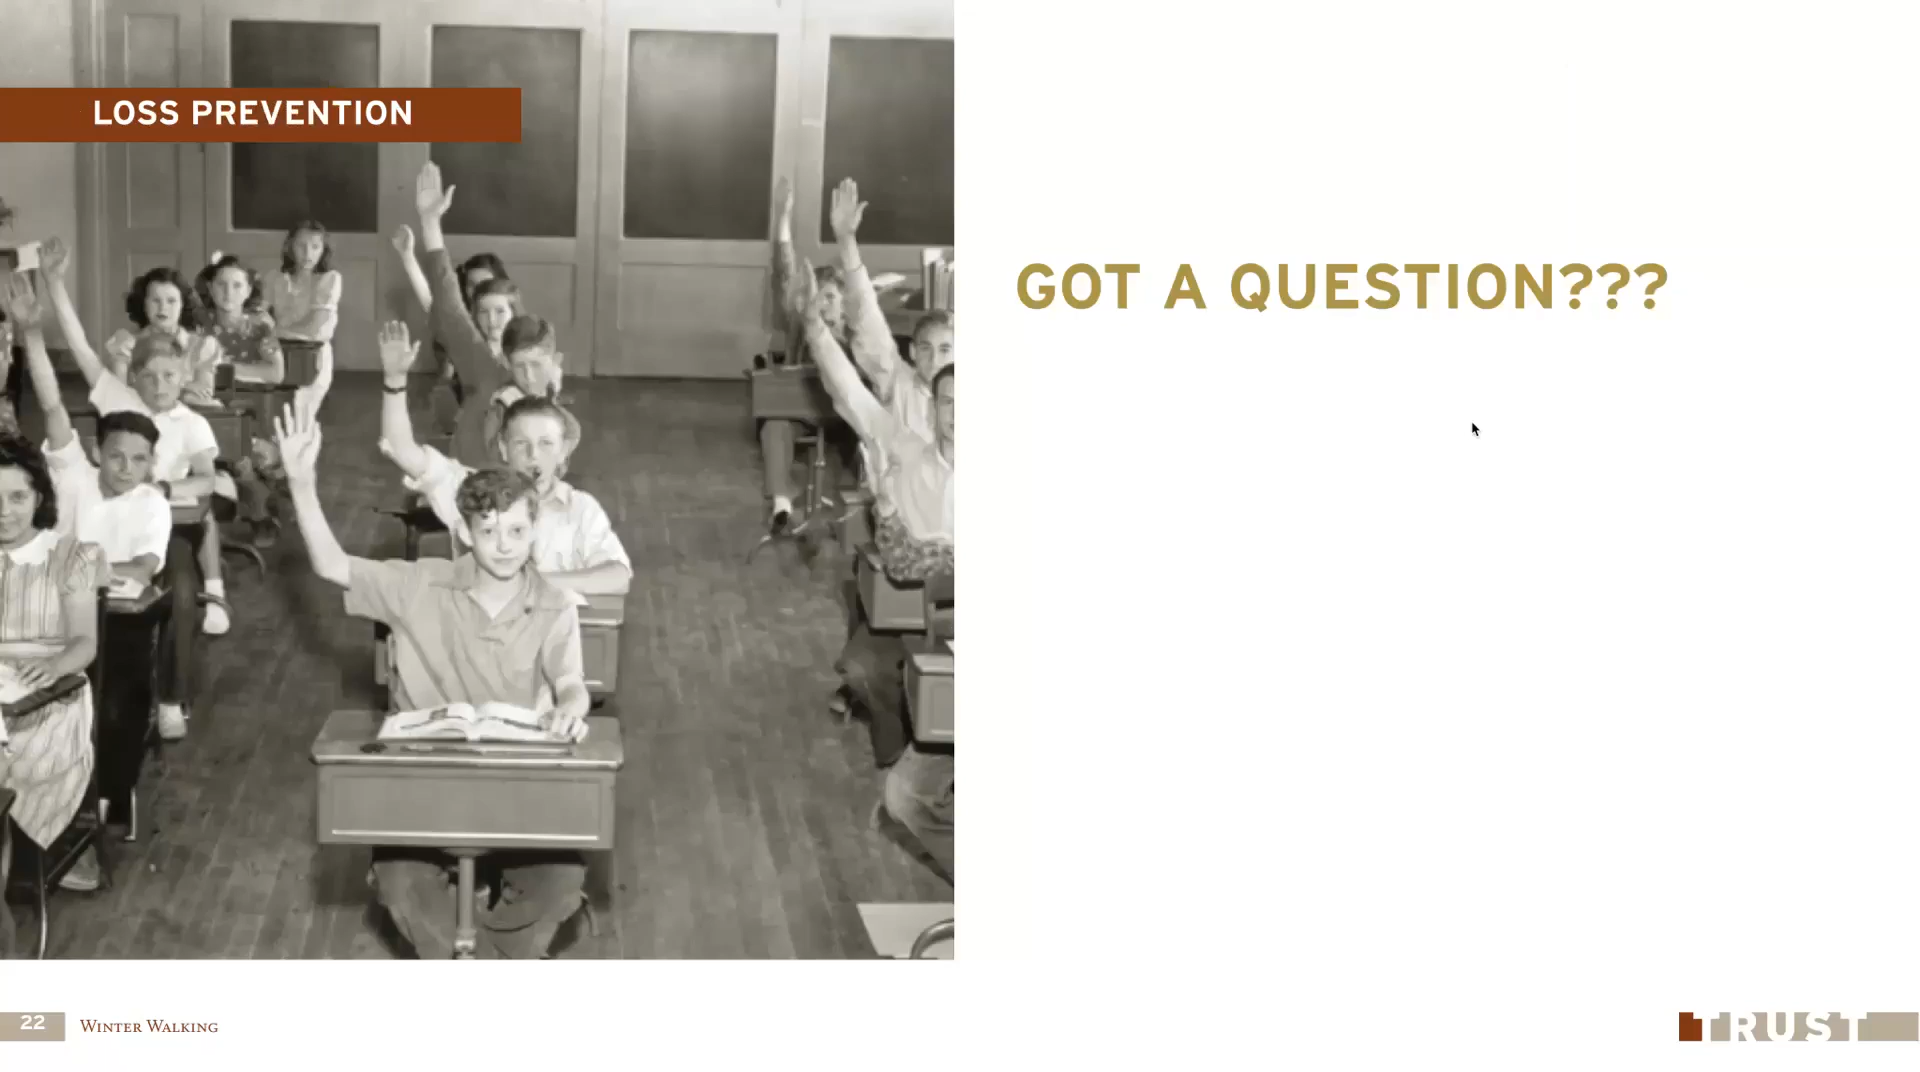 LOSS PREVENTION
GOT A QUESTION???
22
WINTER WALKING
TRUST